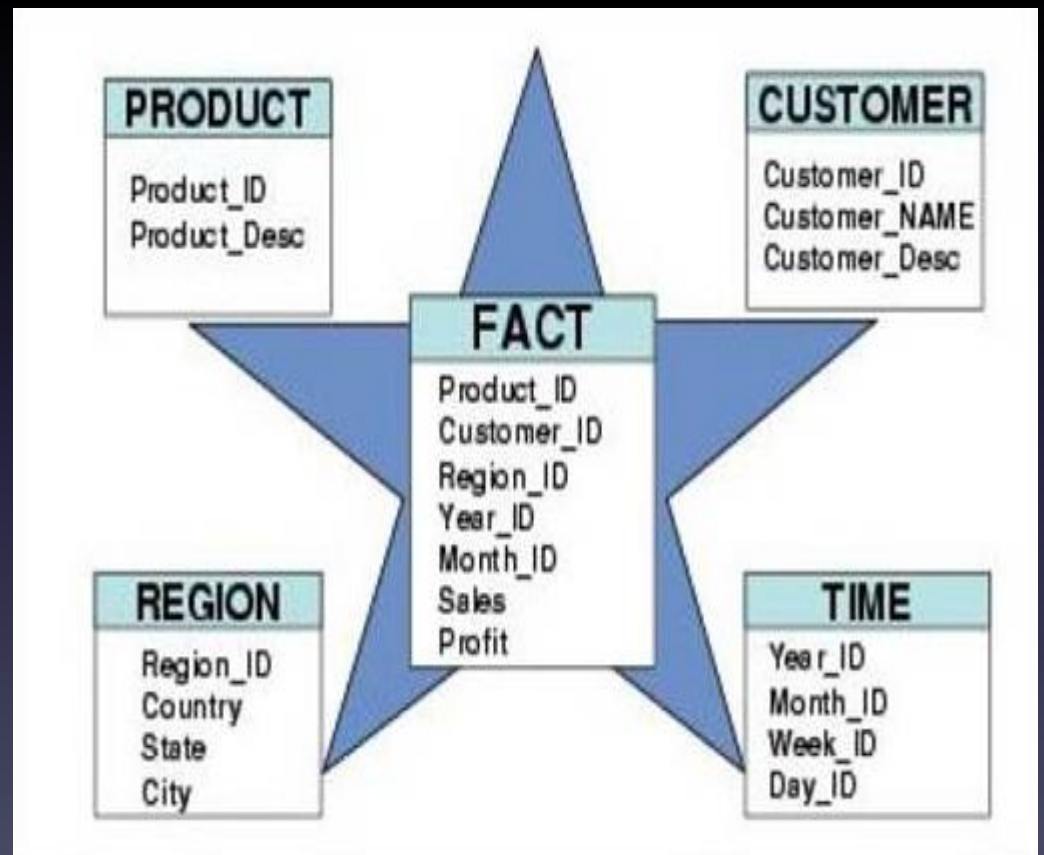 PRODUCT
Product_ID
Product_Desc
CUSTOMER
Customer_ID
Customer_NAME
Customer_Desc
FACT
Product_ID
Customer_ID
Region_ID
Year_ID
Month_ID
Sales
Profit
REGION
Region_ID
Country
State
City
TIME
Year_ID
Month_ID
Week_ID
Day_ID